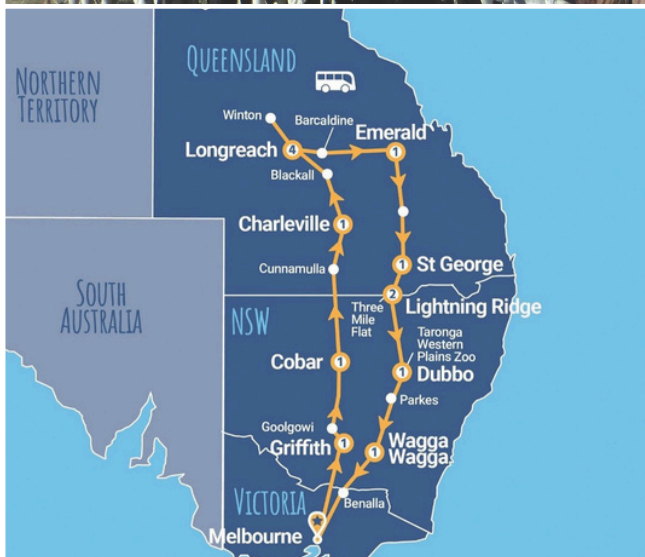 QUEENSLAND
NORTHERN
TERRITORY
Winton
Barcaldine
Emerald
1
Longreach
4
Blackall
Charleville
1
Cunnamulla
St George
1
SOUTH
AUSTRALIA
NSW
Three
Mile
Flat
2
Lightning Ridge
Taronga
Western
Plains Zoo
Cobar
1
Dubbo
1
Parkes
Goolgowi
Griffith
1
Wagga
Wagga
1
VICTORIA
Benalla
Melbourne